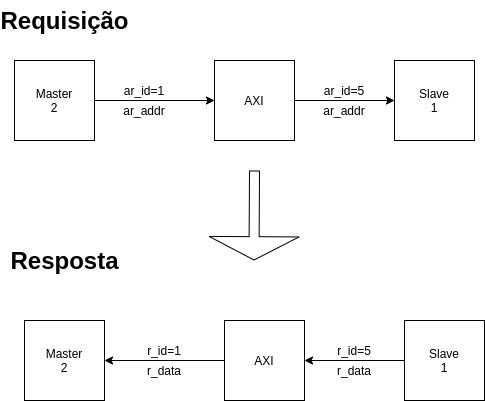 Requisição
Master
2
ar_id=1
ar_addr
AXI
ar_id=5
ar_addr
Slave
1
Resposta
Master
2
r_id=1
r_data
AXI
r_id=5
r_data
Slave
1